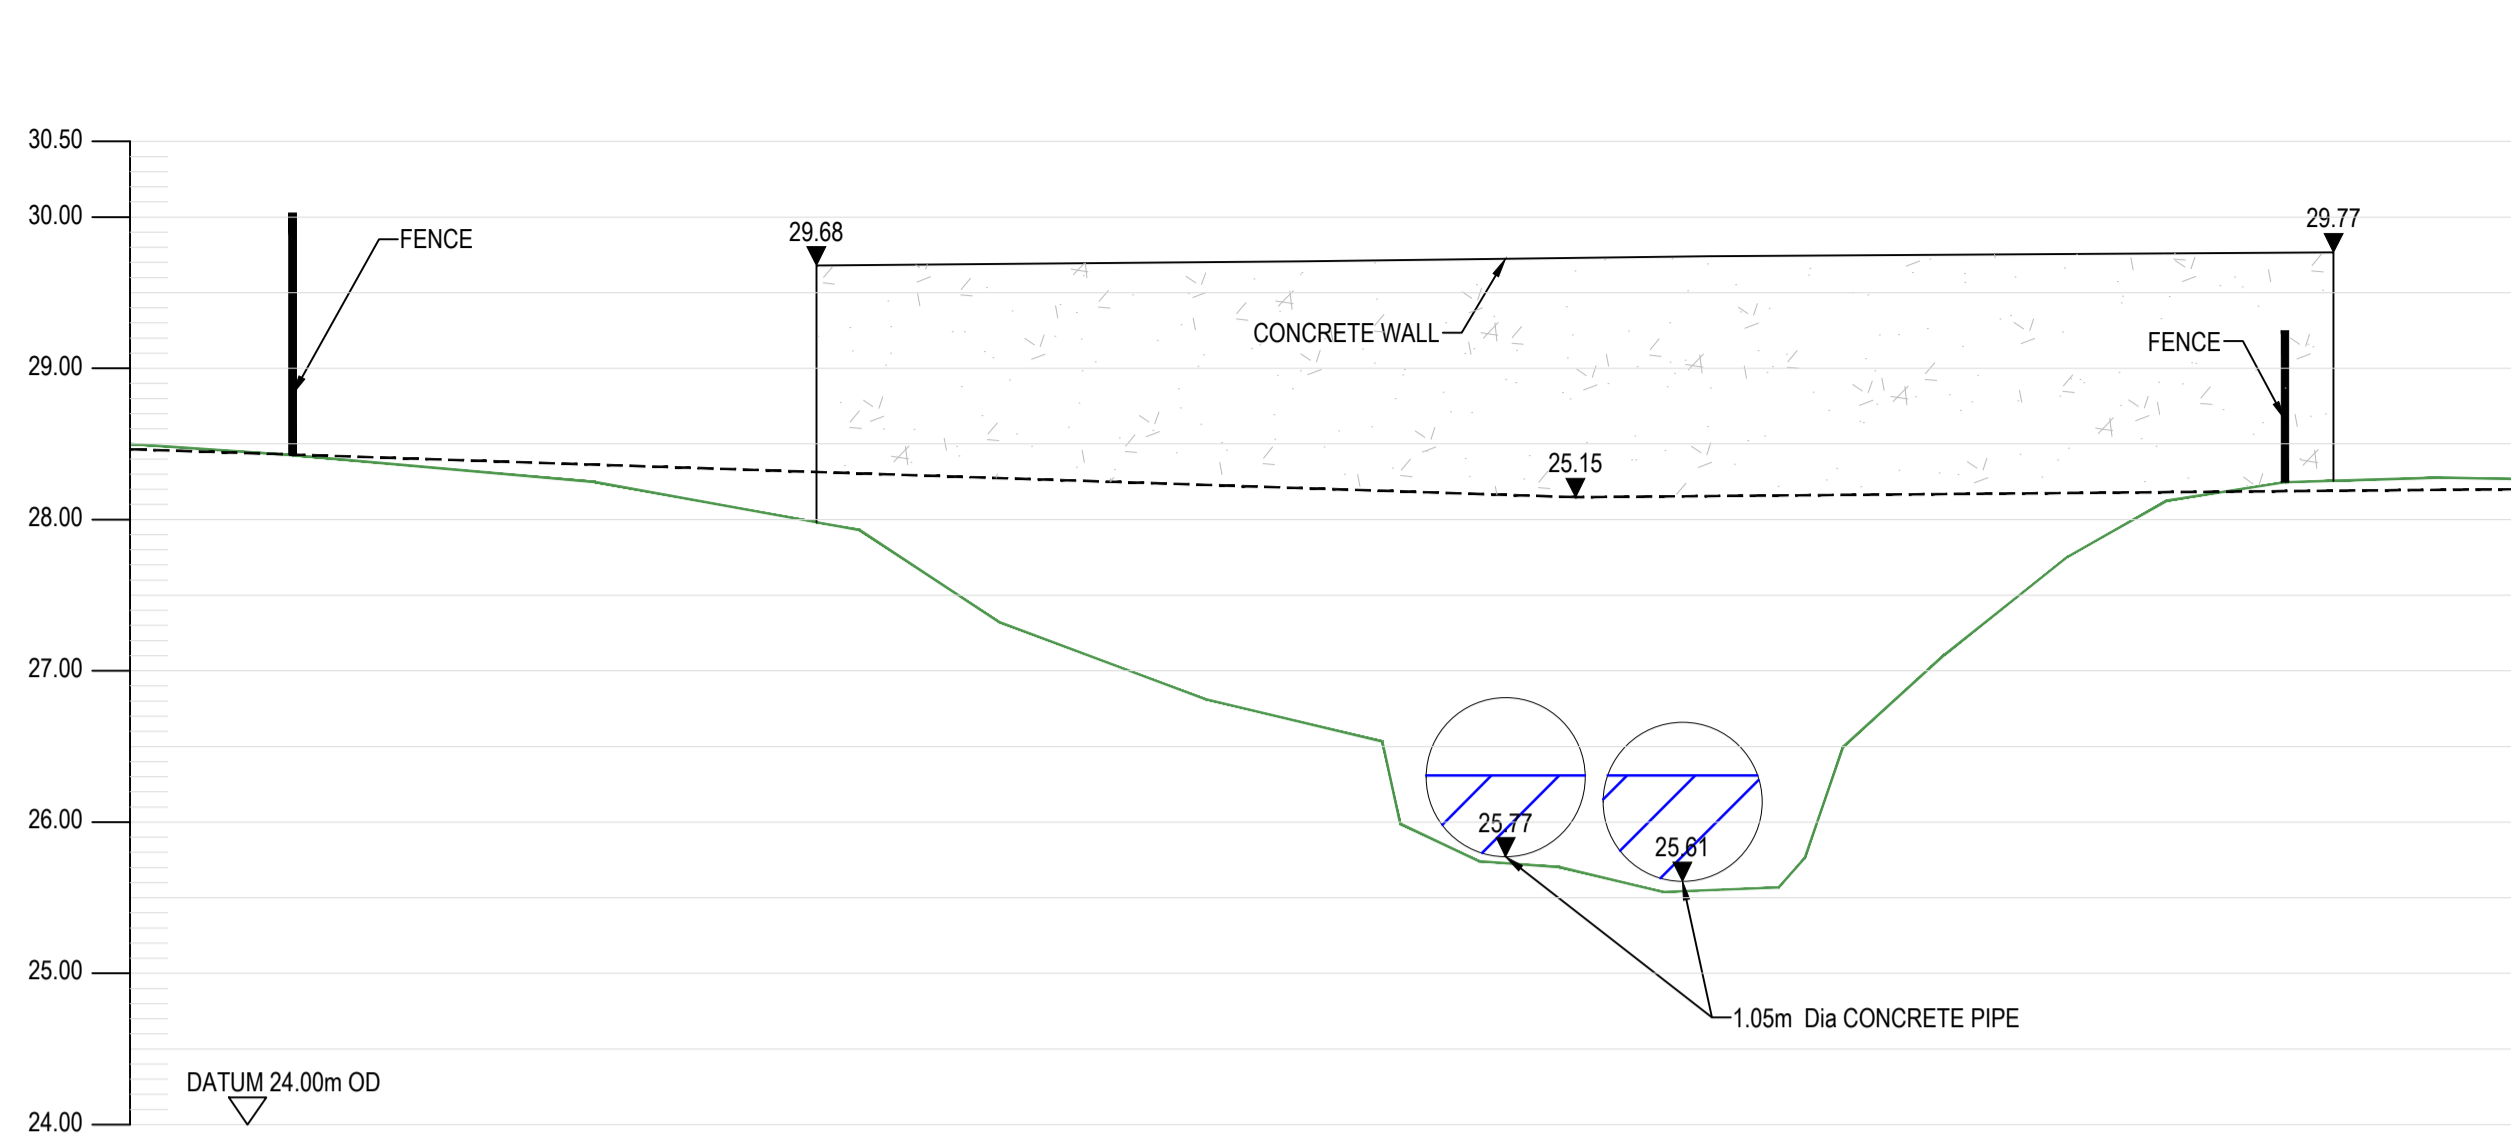 30.50
30.00
FENCE
29.68
29.77
CONCRETE WALL
FENCE
29.00
25.15
28.00
27.00
26.00
25.77
25.61
25.00
1.05m Dia CONCRETE PIPE
DATUM 24.00m OD
24.00